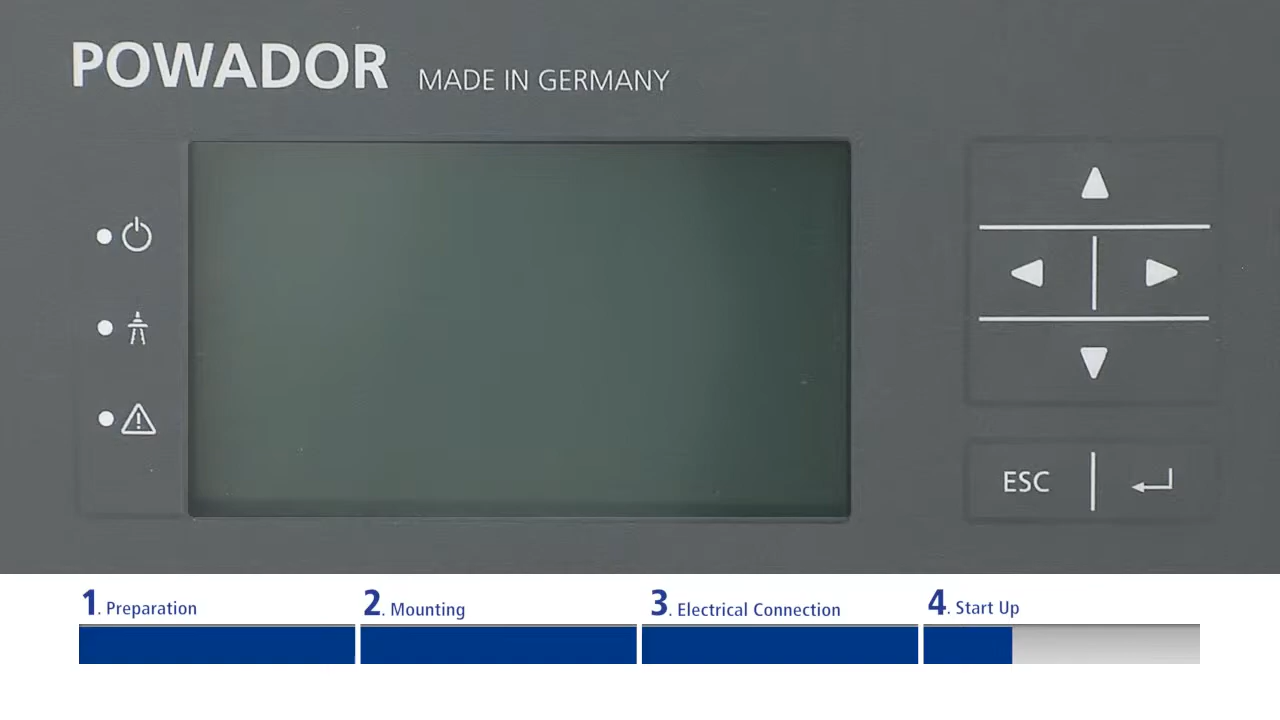 POWADOR MADE IN GERMANY
ESC
1. Preparation
2. Mounting
3. Electrical Connection
4. Start Up